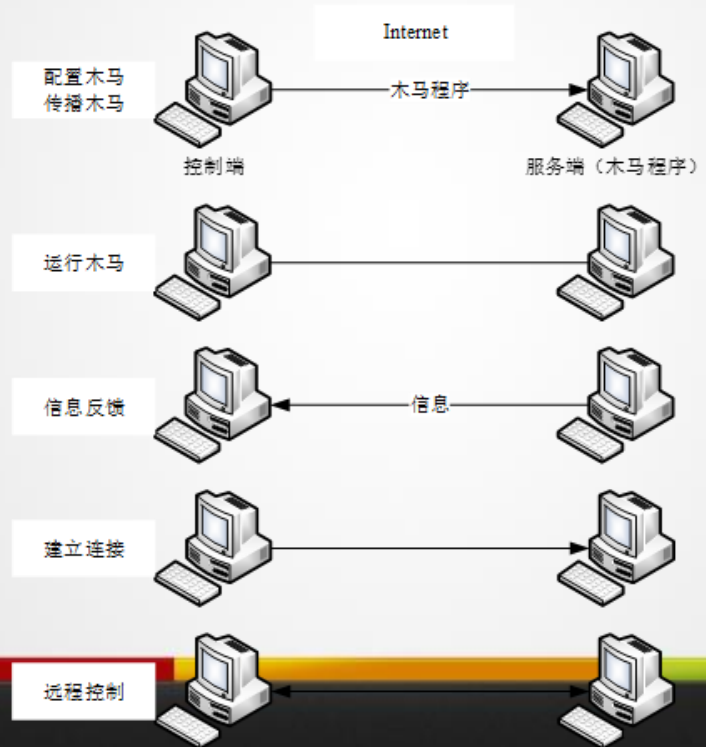 Internet
配置木马
传播木马
木马程序
控制端
服务端（木马程序）
运行木马
信息反馈
信息
建立连接
远程控制